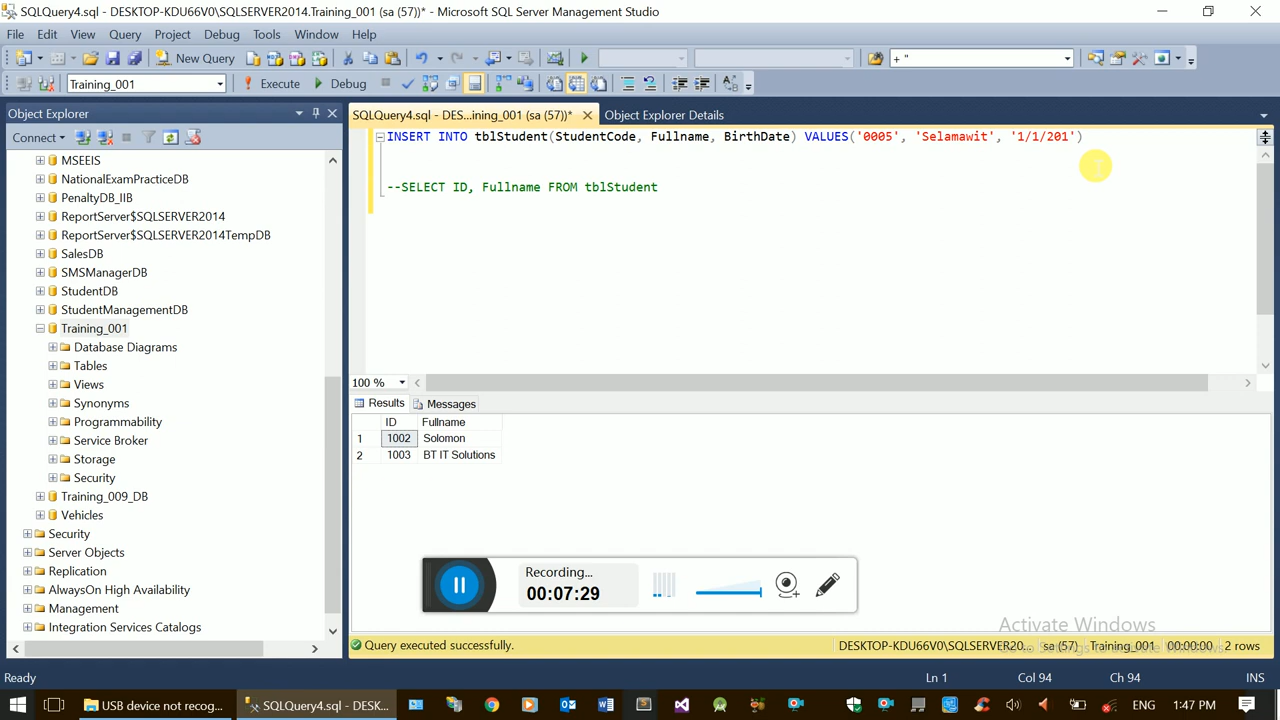 SQLQuery4.sql - DESKTOP-KDU66V0\SQLSERVER2014.Training_001 (sa (57))* - Microsoft SQL Server Management Studio
File Edit View Query Project Debug Tools Window Help
New Query + "
Training_001 Execute Debug
Object Explorer
Connect
MSEEIS
NationalExamPracticeDB
PenaltyDB_IIB
ReportServer$SQLSERVER2014
ReportServer$SQLSERVER2014TempDB
SalesDB
SMSManagerDB
StudentDB
StudentManagementDB
Training_001
Database Diagrams
Tables
Views
Synonyms
Programmability
Service Broker
Storage
Security
Training_009_DB
Vehicles
Security
Server Objects
Replication
AlwaysOn High Availability
Management
Integration Services Catalogs
SQLQuery4.sql - DES...ining_001 (sa (57))* Object Explorer Details
INSERT INTO tblStudent(StudentCode, Fullname, BirthDate) VALUES('0005', 'Selamawit', '1/1/201')
--SELECT ID, Fullname FROM tblStudent
100 %
Results Messages
ID Fullname
1 1002 Solomon
2 1003 BT IT Solutions
Recording...
00:07:29
Activate Windows
Query executed successfully. DESKTOP-KDU66V0\SQLSERVER20... sa (57) Training_001 00:00:00 2 rows
Ready Ln 1 Col 94 Ch 94 INS
USB device not recog... SQLQuery4.sql - DESK... ENG 1:47 PM